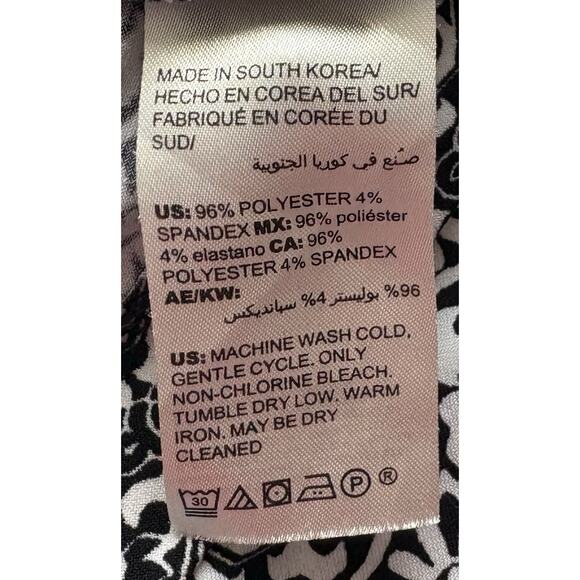 MADE IN SOUTH KOREA/
HECHO EN COREA DEL SUR/
FABRIQUÉ EN CORÉE DU
SUD/
صُنع في كوريا الجنوبية
US: 96% POLYESTER 4%
SPANDEX MX: 96% poliéster
4% elastano CA: 96%
POLYESTER 4% SPANDEX
AE/KW:
96% بوليستر 4% سبانديكس
US: MACHINE WASH COLD,
GENTLE CYCLE. ONLY
NON-CHLORINE BLEACH.
TUMBLE DRY LOW. WARM
IRON. MAY BE DRY
CLEANED
30 P ®